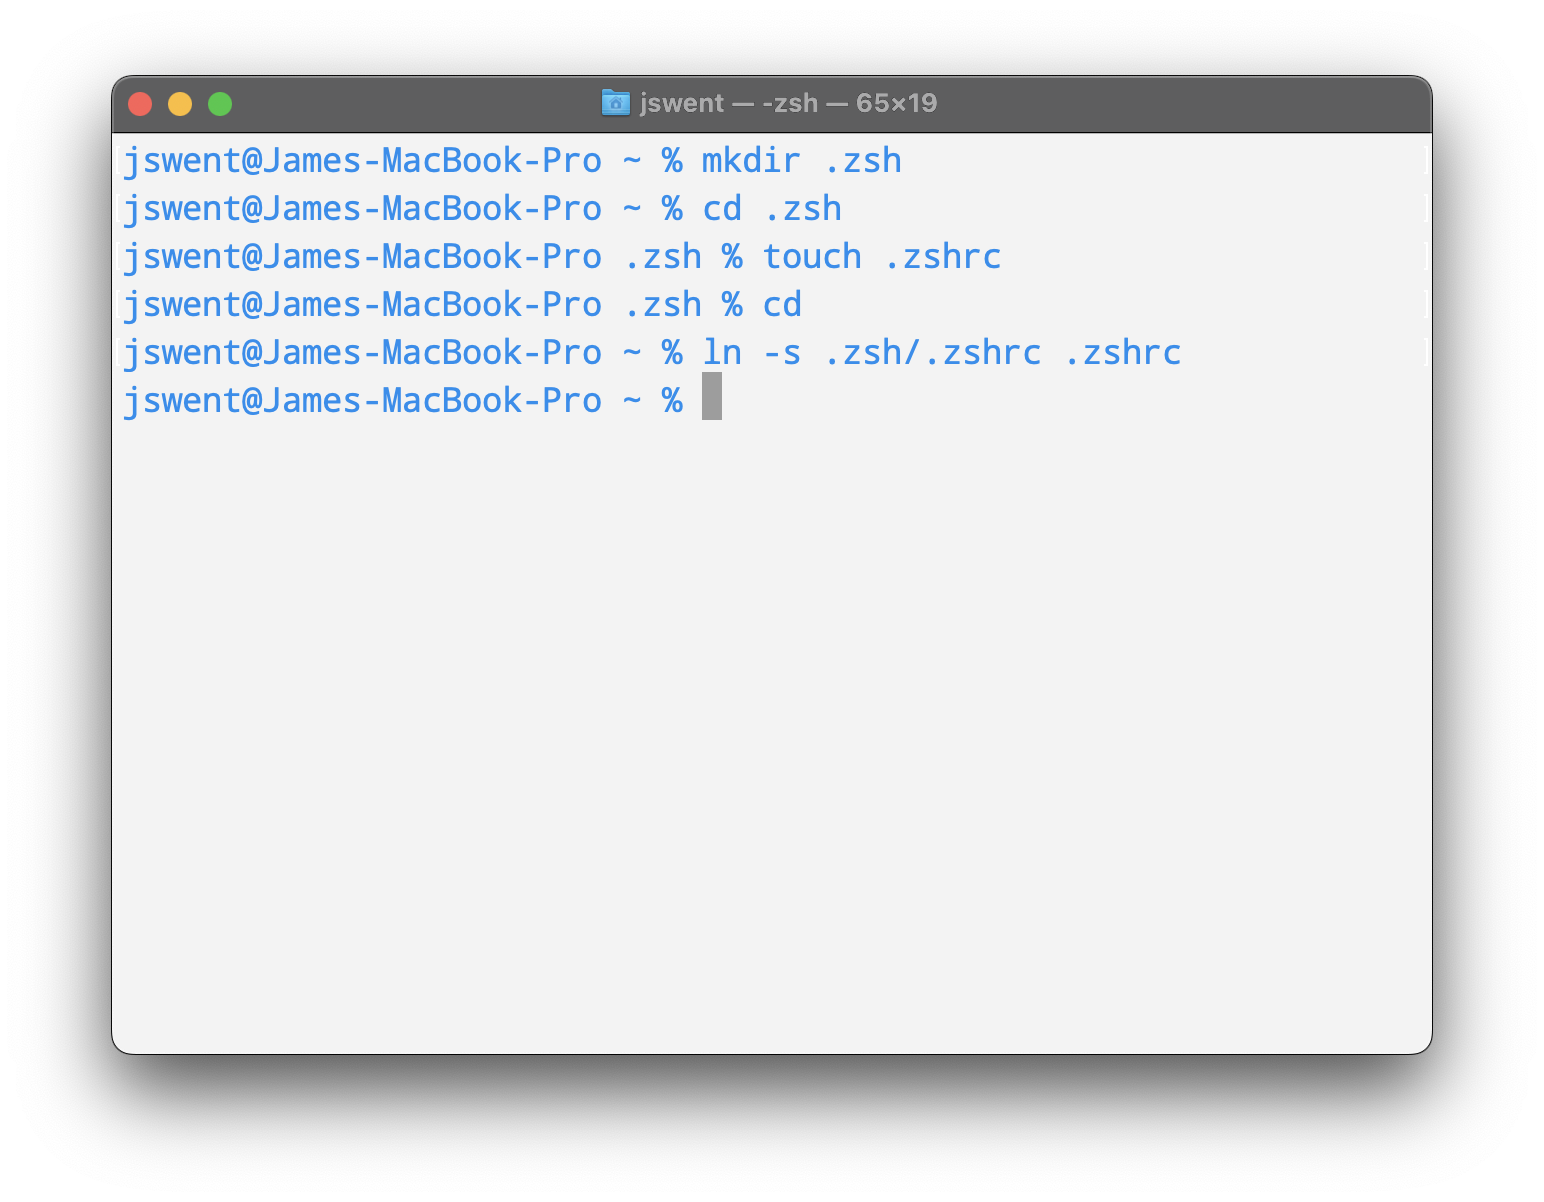 jswent — -zsh — 65×19
jswent@James-MacBook-Pro ~ % mkdir .zsh
jswent@James-MacBook-Pro ~ % cd .zsh
jswent@James-MacBook-Pro .zsh % touch .zshrc
jswent@James-MacBook-Pro .zsh % cd
jswent@James-MacBook-Pro ~ % ln -s .zsh/.zshrc .zshrc
jswent@James-MacBook-Pro ~ %